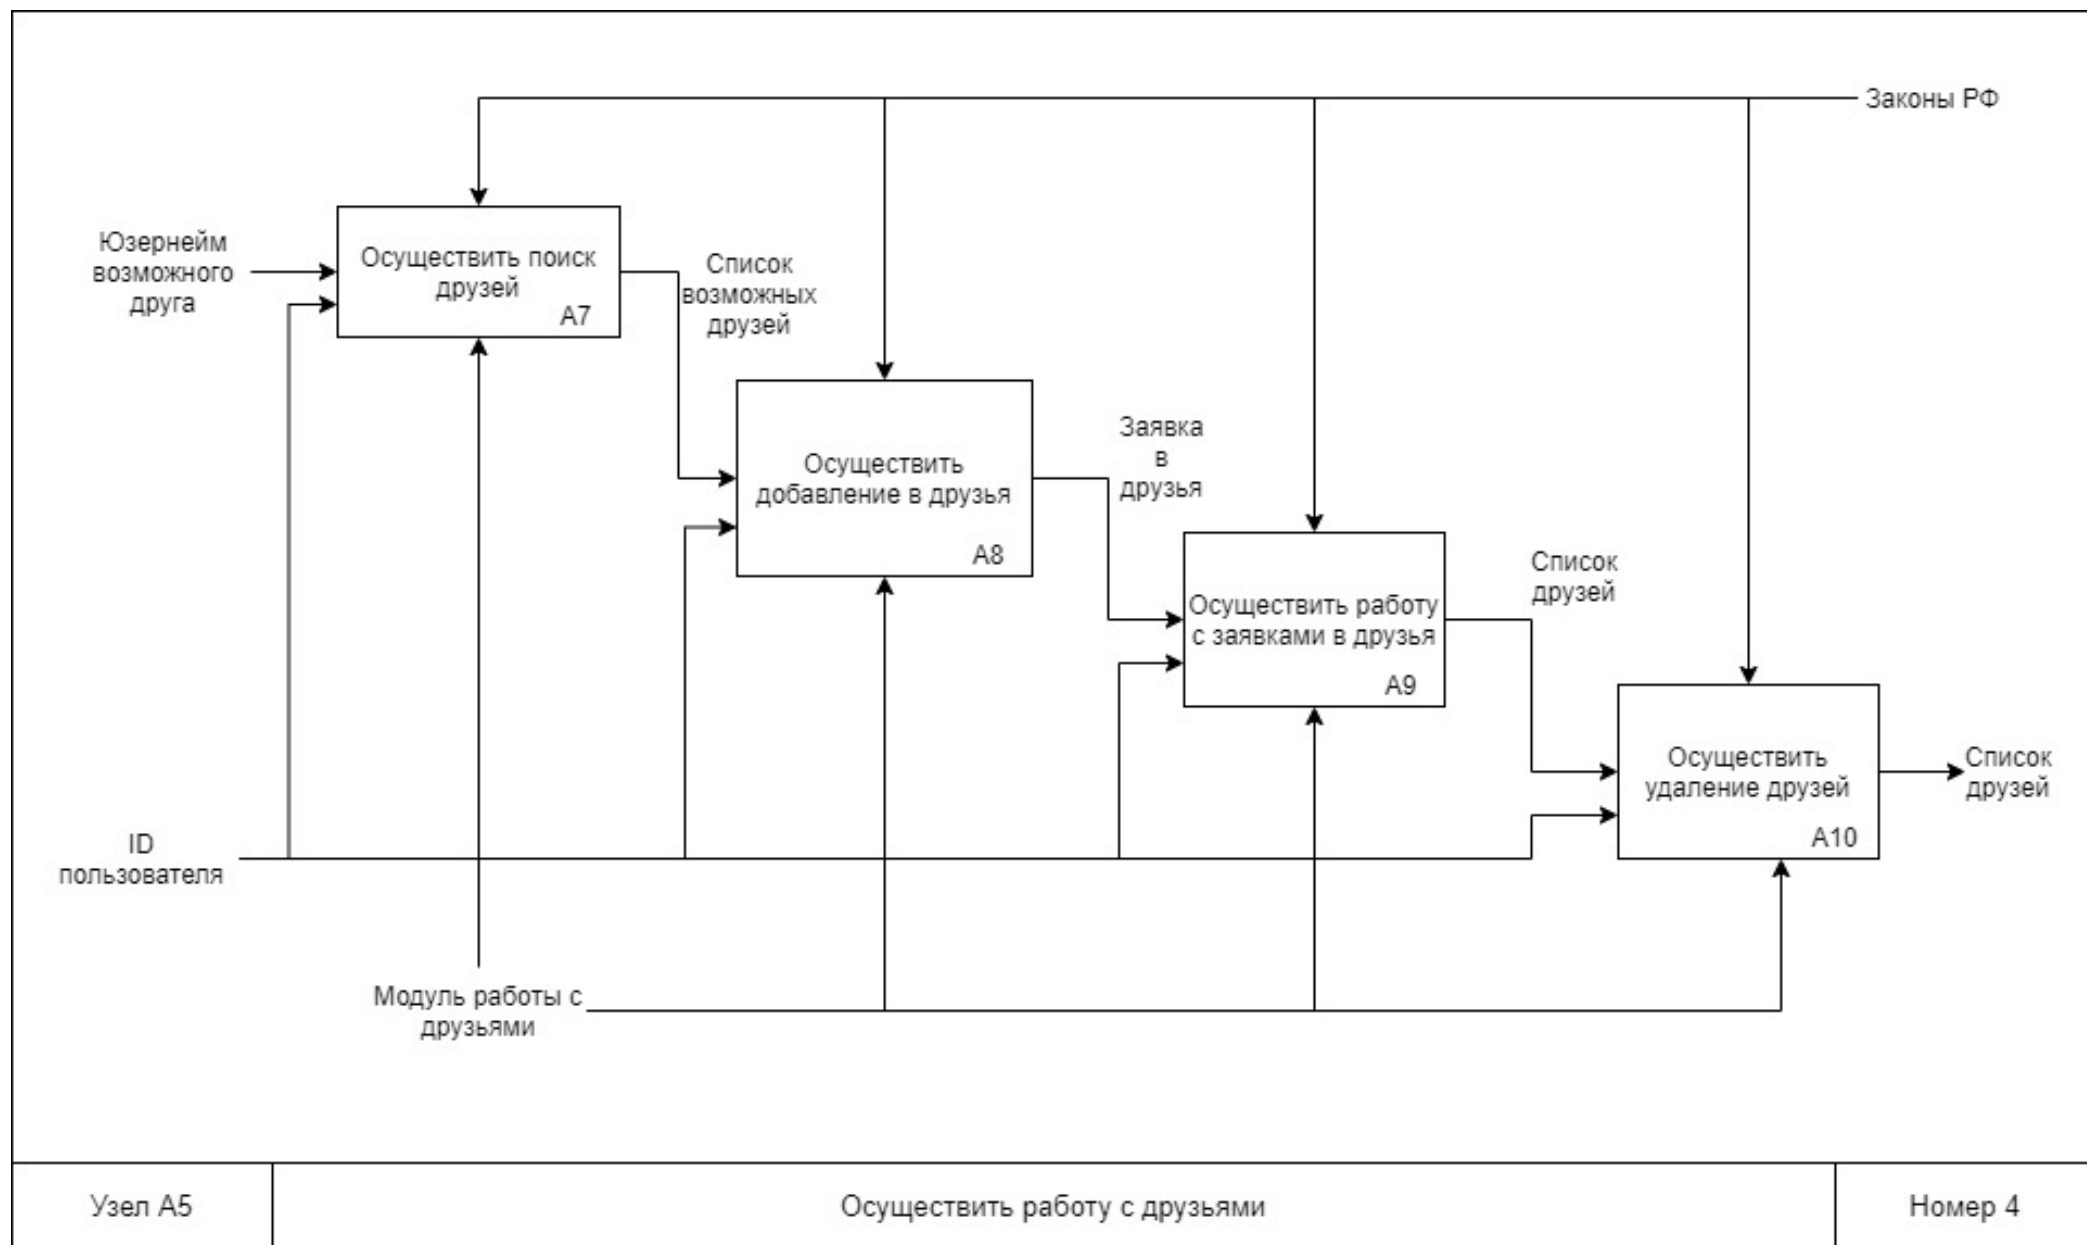 Законы РФ
Юзернейм
возможного
друга
Осуществить поиск
друзей
A7
Список
возможных
друзей
Осуществить
добавление в друзья
A8
Заявка
в
друзья
Осуществить работу
с заявками в друзья
A9
Список
друзей
Осуществить
удаление друзей
A10
Список
друзей
ID
пользователя
Модуль работы с
друзьями
Узел A5
Осуществить работу с друзьями
Номер 4